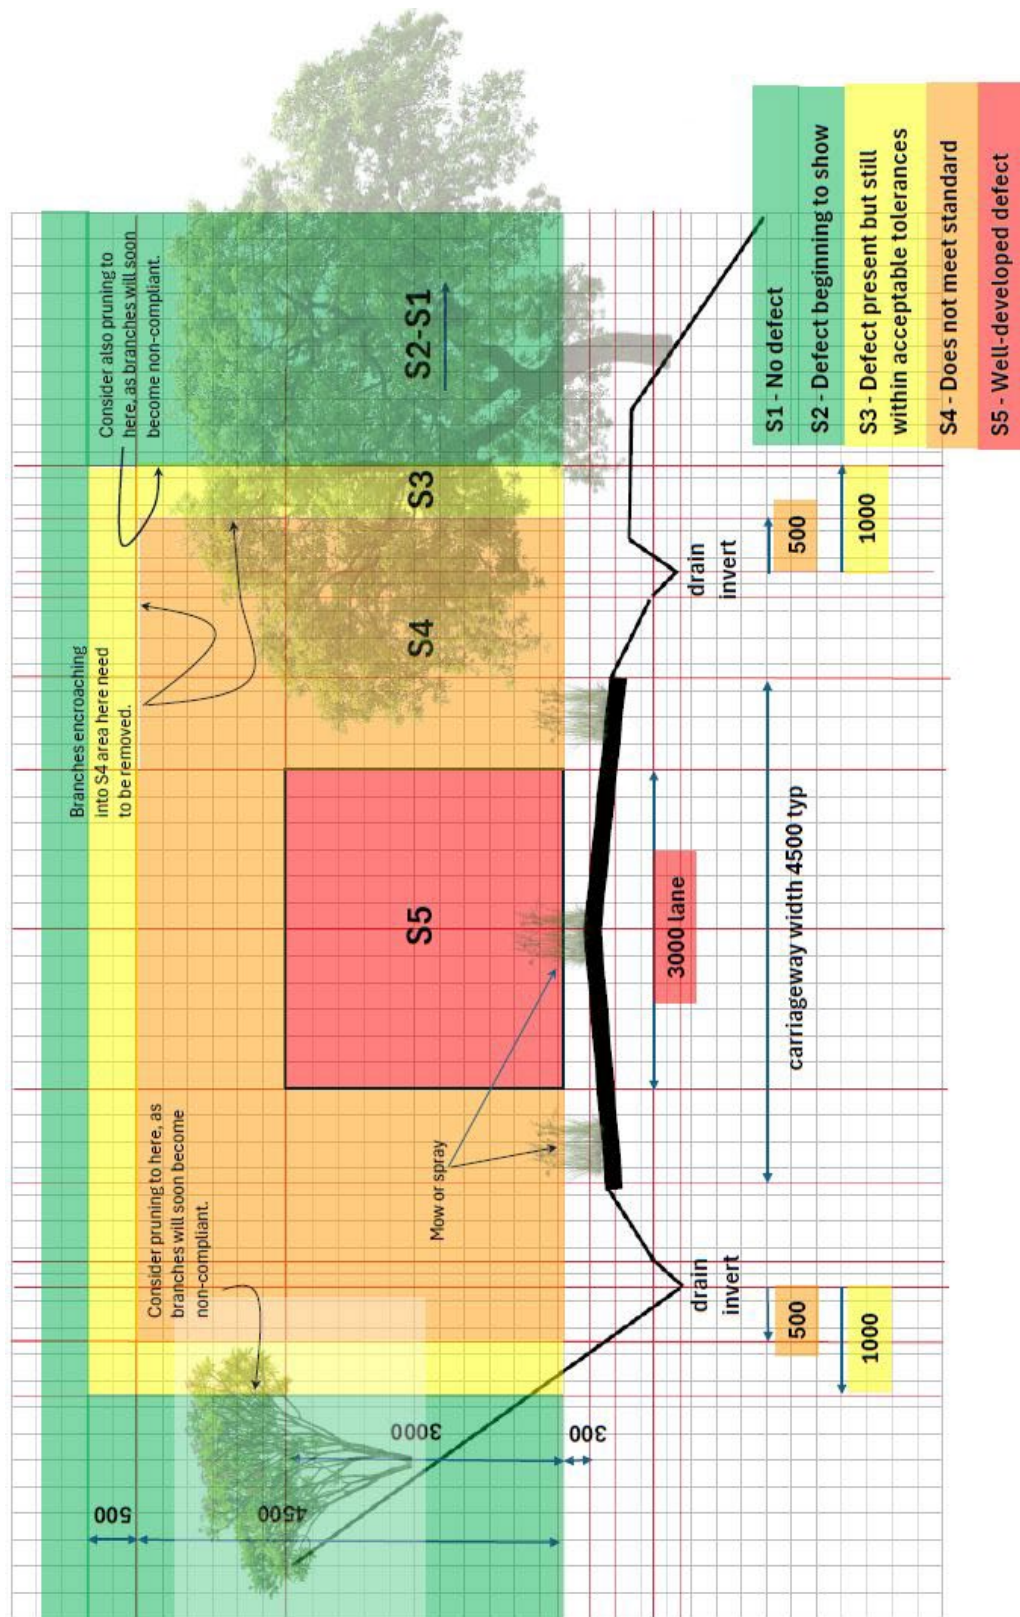 Consider also pruning to
here, as branches will soon
become non-compliant.
Branches encroaching
into S4 area here need
to be removed.
Consider pruning to here, as
branches will soon become
non-compliant.
500
4500
3000
300
Mow or spray
S5
S4
S3
S2-S1
drain
invert
500
1000
3000 lane
carriageway width 4500 typ
drain
invert
500
1000
S1 - No defect
S2 - Defect beginning to show
S3 - Defect present but still
within acceptable tolerances
S4 - Does not meet standard
S5 - Well-developed defect